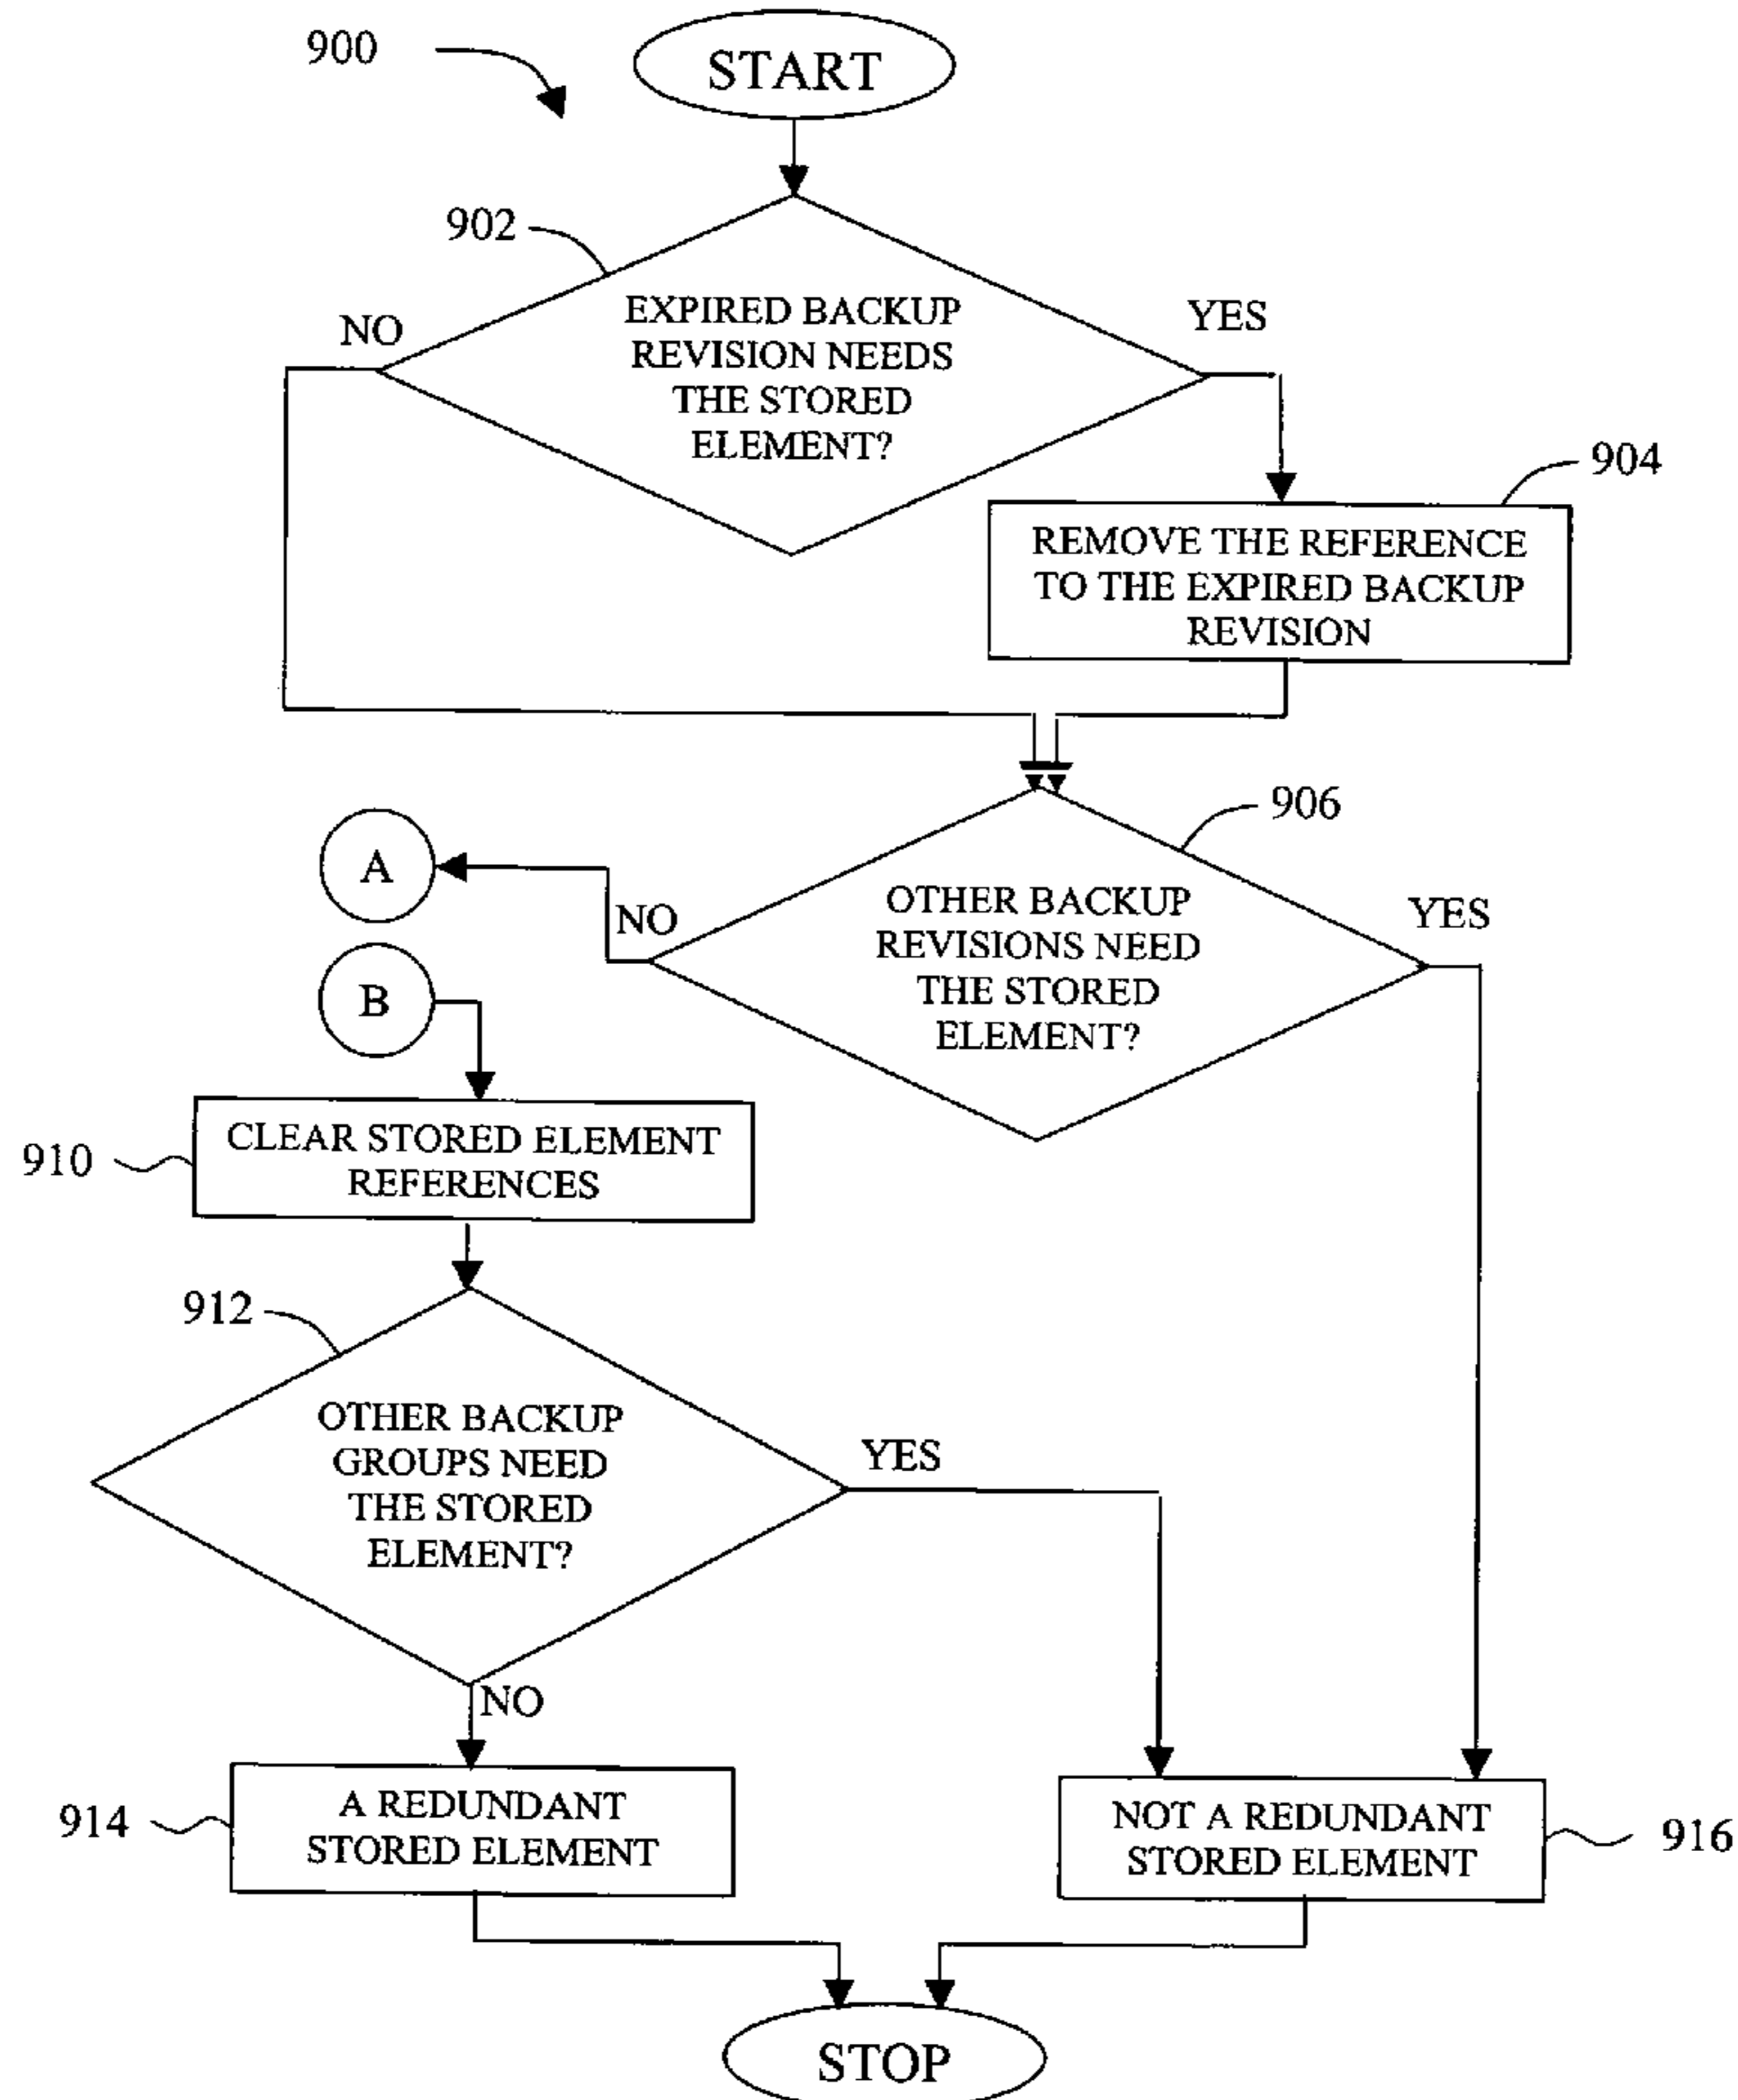 900
START
902
NO
EXPIRED BACKUP
REVISION NEEDS
THE STORED
ELEMENT?
YES
904
REMOVE THE REFERENCE
TO THE EXPIRED BACKUP
REVISION
906
A
NO
OTHER BACKUP
REVISIONS NEED
THE STORED
ELEMENT?
YES
B
910
CLEAR STORED ELEMENT
REFERENCES
912
OTHER BACKUP
GROUPS NEED
THE STORED
ELEMENT?
YES
NO
914
A REDUNDANT
STORED ELEMENT
NOT A REDUNDANT
STORED ELEMENT
916
STOP